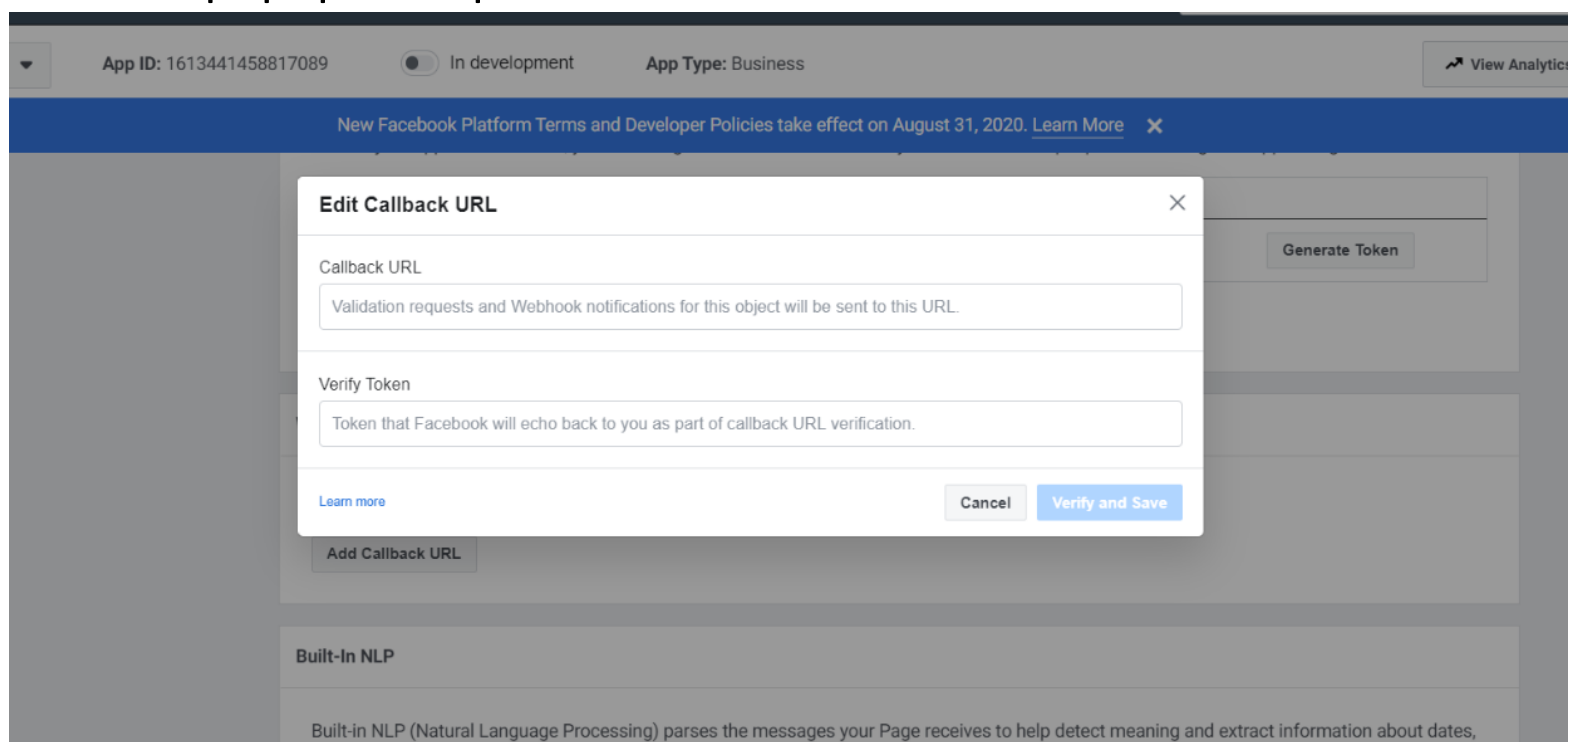 App ID: 1613441458817089 In development App Type: Business View Analytics
New Facebook Platform Terms and Developer Policies take effect on August 31, 2020. Learn More
Edit Callback URL
Generate Token
Callback URL
Validation requests and Webhook notifications for this object will be sent to this URL.
Verify Token
Token that Facebook will echo back to you as part of callback URL verification.
Learn more Cancel Verify and Save
Add Callback URL
Built-In NLP
Built-in NLP (Natural Language Processing) parses the messages your Page receives to help detect meaning and extract information about dates,